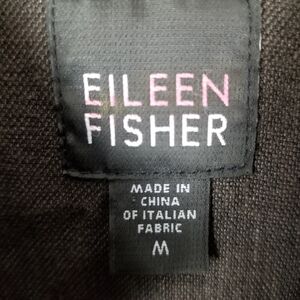 EILEEN
FISHER
MADE IN
CHINA
OF ITALIAN
FABRIC
M